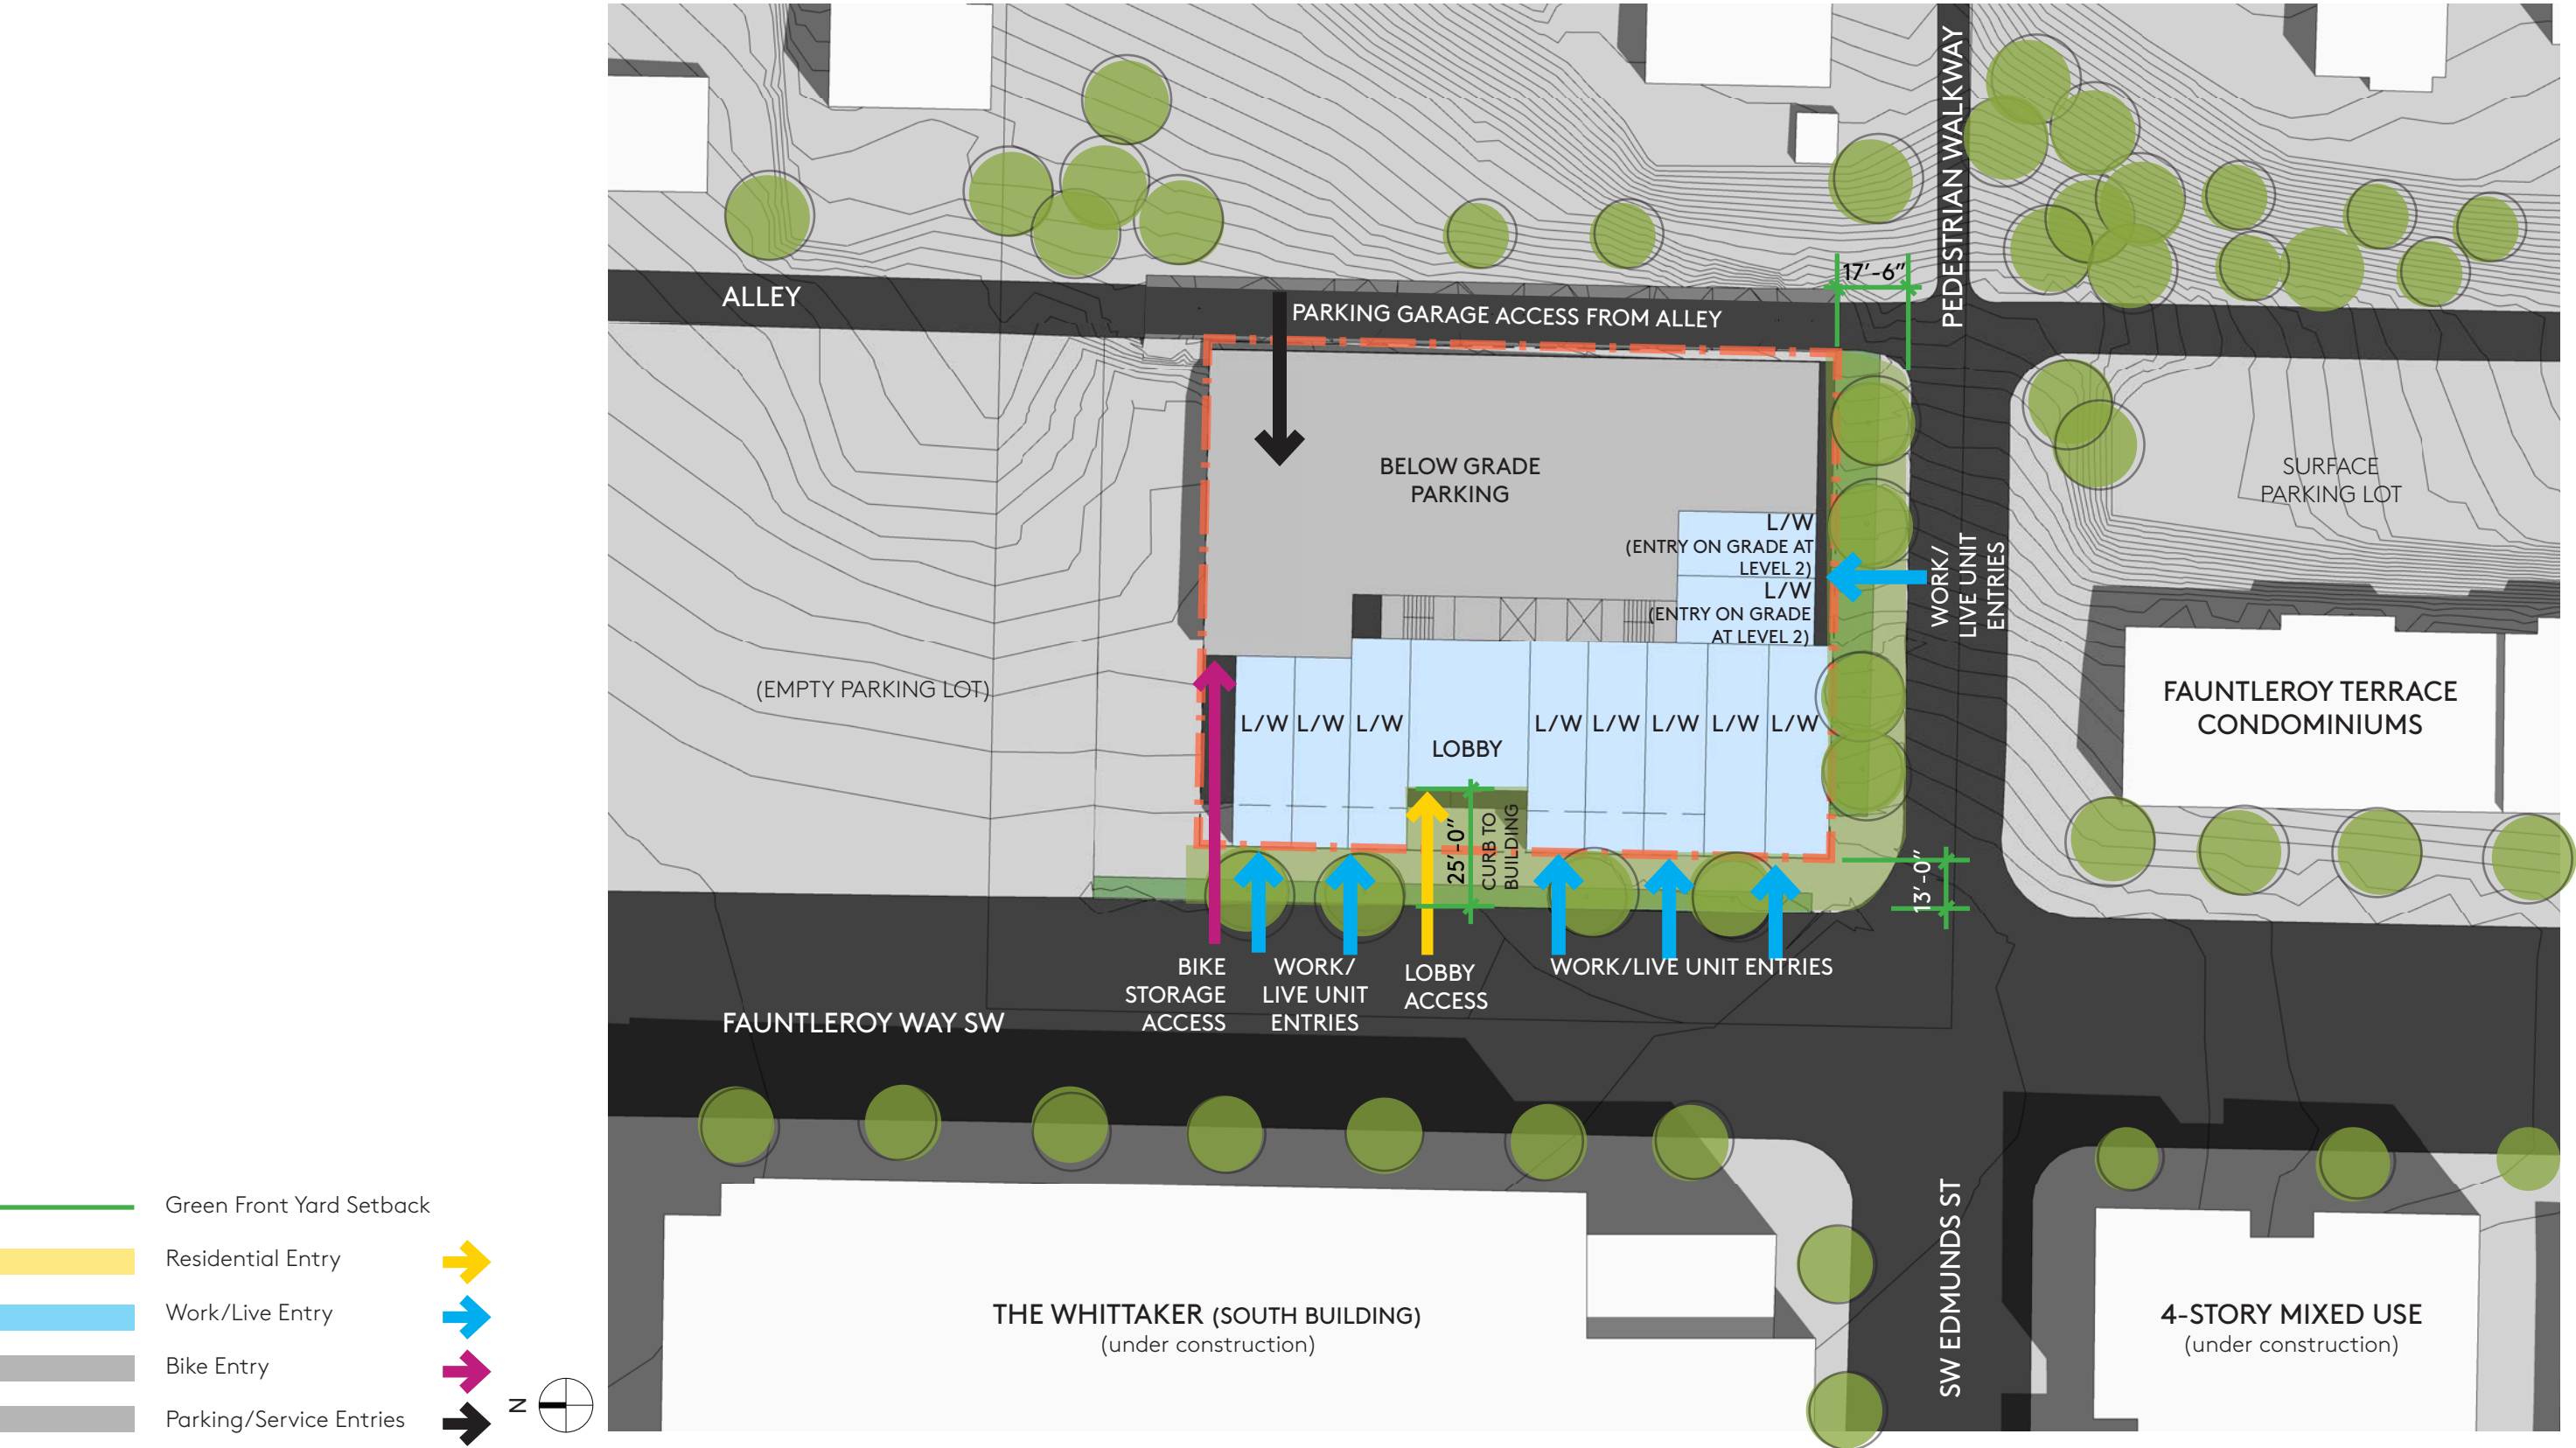 PEDESTRIAN WALKWAY
17'-6"
ALLEY
PARKING GARAGE ACCESS FROM ALLEY
BELOW GRADE
PARKING
SURFACE
PARKING LOT
L/W
(ENTRY ON GRADE AT
LEVEL 2)
L/W
(ENTRY ON GRADE
AT LEVEL 2)
WORK/
LIVE UNIT
ENTRIES
(EMPTY PARKING LOT)
FAUNTLEROY TERRACE
CONDOMINIUMS
L/W L/W L/W
LOBBY
L/W L/W L/W L/W L/W
25'-0"
CURB TO
BUILDING
13'-0"
BIKE
STORAGE
ACCESS
WORK/
LIVE UNIT
ENTRIES
LOBBY
ACCESS
WORK/LIVE UNIT ENTRIES
FAUNTLEROY WAY SW
SW EDMUNDS ST
THE WHITTAKER (SOUTH BUILDING)
(under construction)
4-STORY MIXED USE
(under construction)
Green Front Yard Setback
Residential Entry
Work/Live Entry
Bike Entry
Parking/Service Entries
N